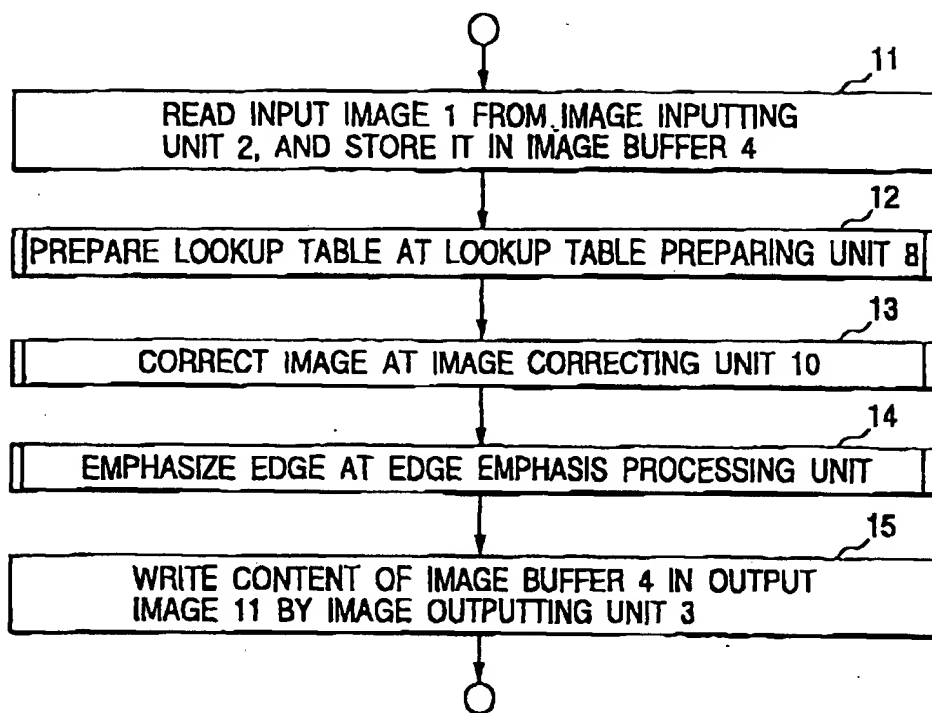 11
READ INPUT IMAGE 1 FROM IMAGE INPUTTING
UNIT 2, AND STORE IT IN IMAGE BUFFER 4
12
PREPARE LOOKUP TABLE AT LOOKUP TABLE PREPARING UNIT 8
13
CORRECT IMAGE AT IMAGE CORRECTING UNIT 10
14
EMPHASIZE EDGE AT EDGE EMPHASIS PROCESSING UNIT
15
WRITE CONTENT OF IMAGE BUFFER 4 IN OUTPUT
IMAGE 11 BY IMAGE OUTPUTTING UNIT 3